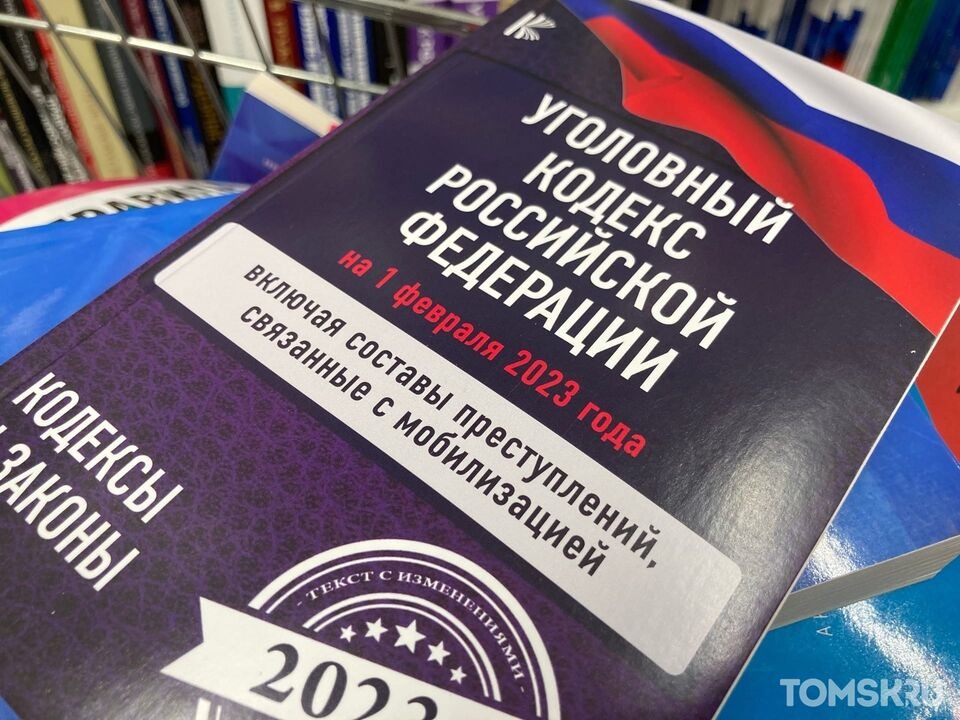 УГОЛОВНЫЙ
КОДЕКС
РОССИЙСКОЙ
ФЕДЕРАЦИИ
на 1 февраля 2023 года
включая составы преступлений,
связанные с мобилизацией
КОДЕКСЫ
И ЗАКОНЫ
- ТЕКСТ С ИЗМЕНЕНИЯМИ -
2023
TOMSK.RU